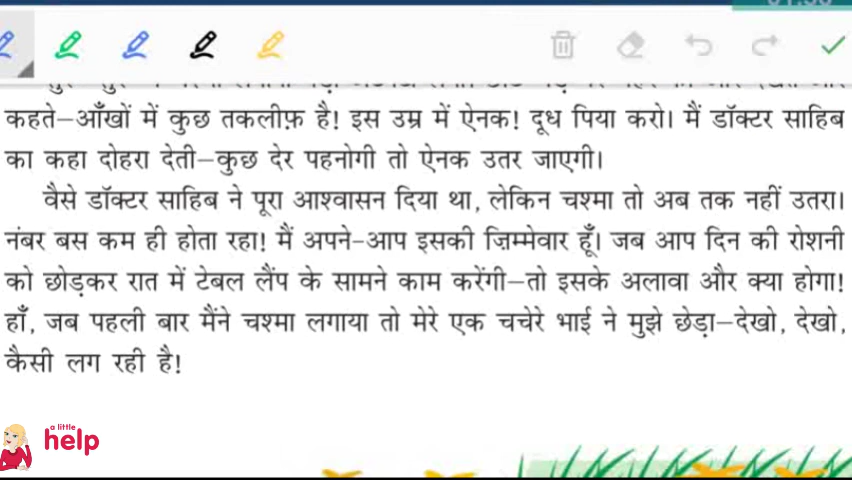 कहते–आँखों में कुछ तकलीफ़ है! इस उम्र में ऐनक! दूध पिया करो। मैं डॉक्टर साहिब
का कहा दोहरा देती–कुछ देर पहनोगी तो ऐनक उतर जाएगी।
वैसे डॉक्टर साहिब ने पूरा आश्वासन दिया था, लेकिन चश्मा तो अब तक नहीं उतरा।
नंबर बस कम ही होता रहा! मैं अपने-आप इसकी ज़िम्मेवार हूँ। जब आप दिन की रोशनी
को छोड़कर रात में टेबल लैंप के सामने काम करेंगी–तो इसके अलावा और क्या होगा!
हाँ, जब पहली बार मैंने चश्मा लगाया तो मेरे एक चचेरे भाई ने मुझे छेड़ा–देखो, देखो,
कैसी लग रही है!
a little
help